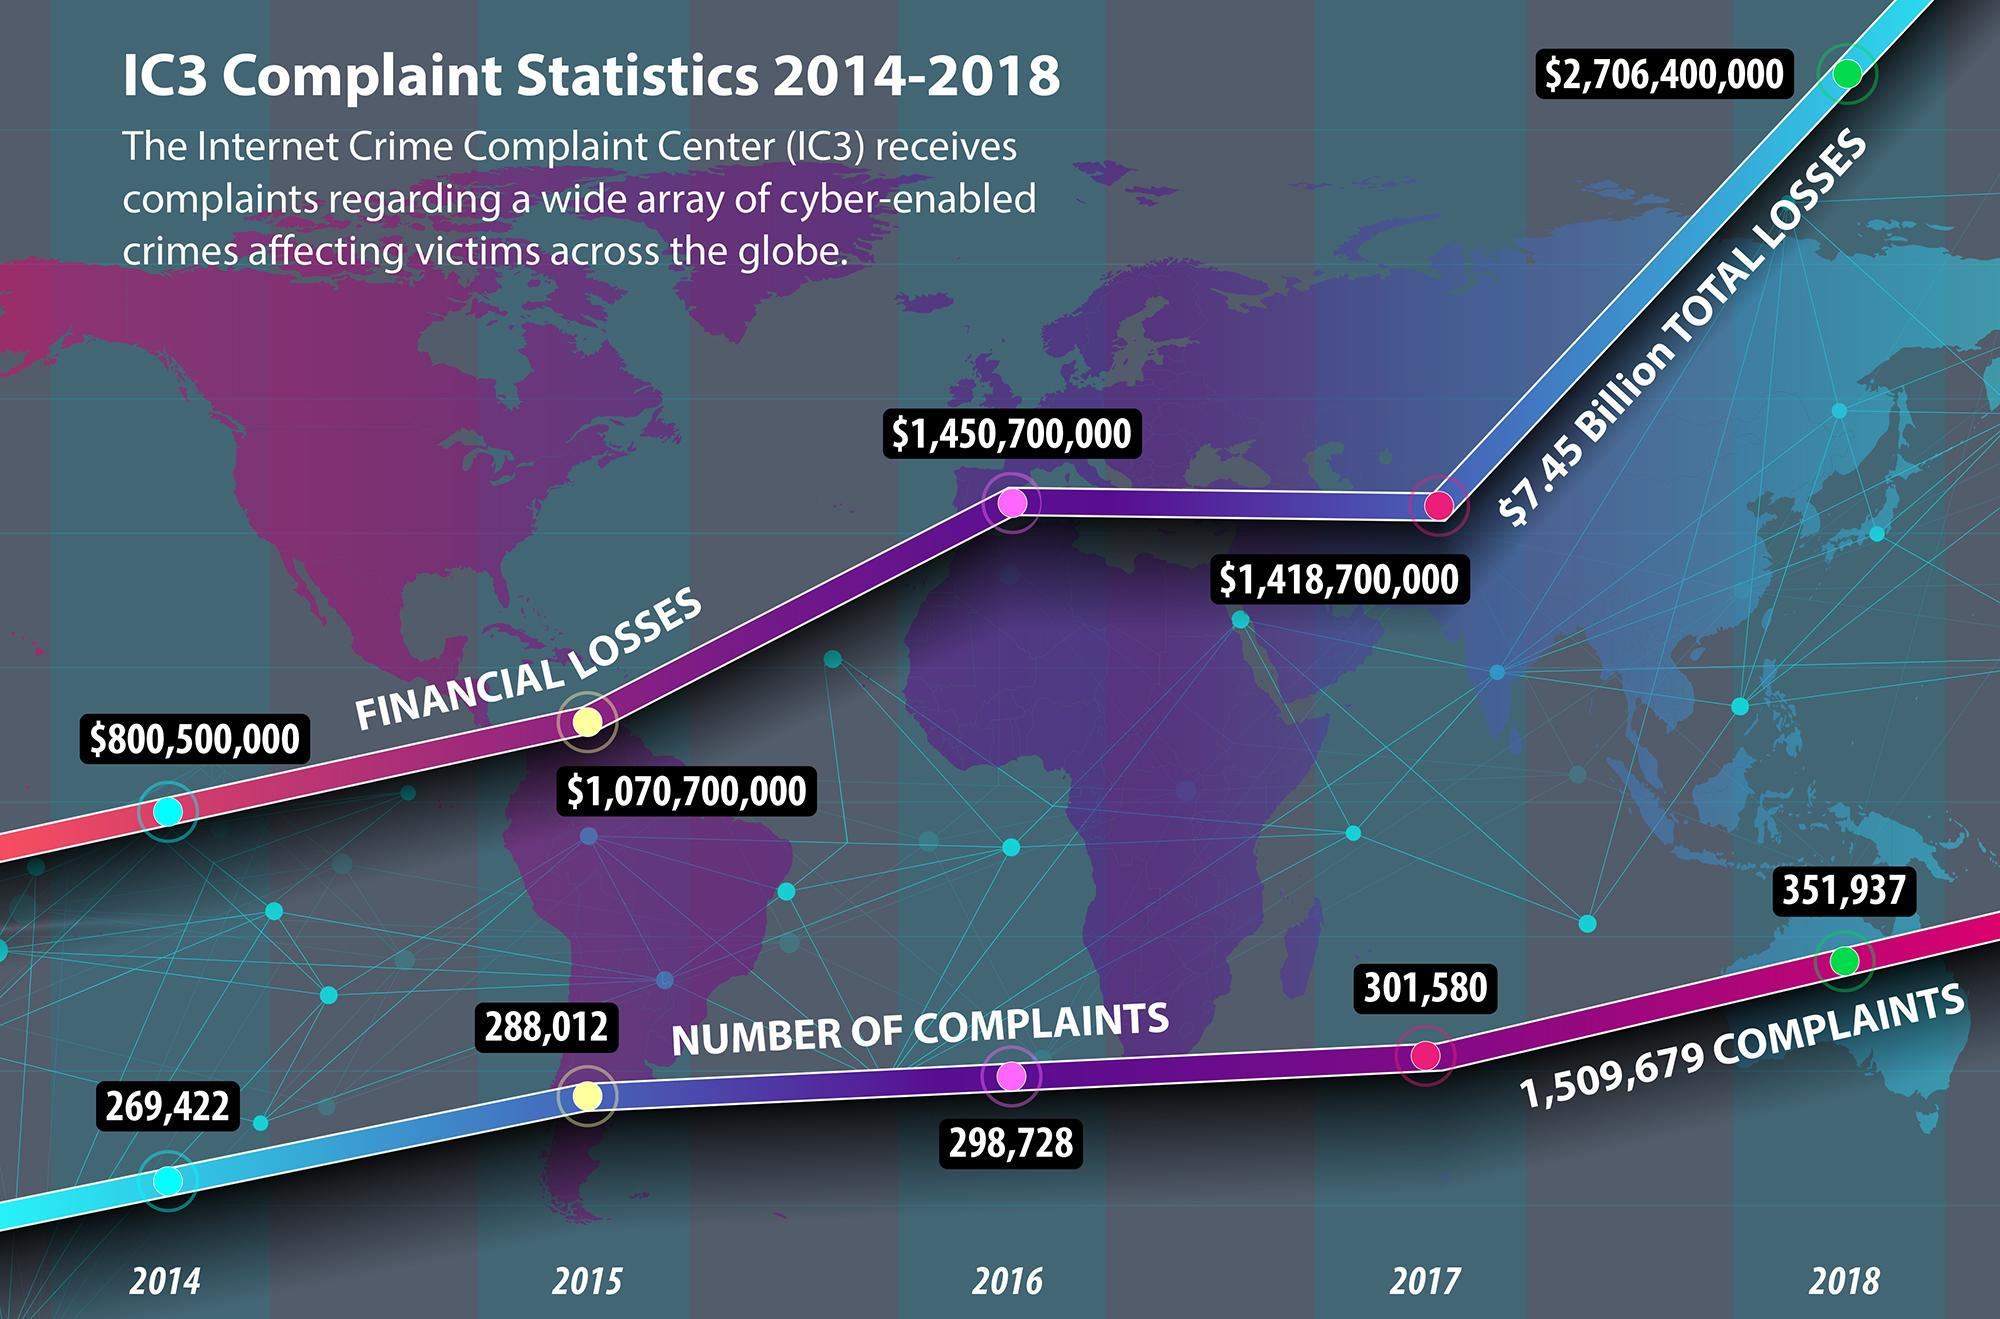 IC3 Complaint Statistics 2014-2018
The Internet Crime Complaint Center (IC3) receives
complaints regarding a wide array of cyber-enabled
crimes affecting victims across the globe.
$2,706,400,000
$7.45 Billion TOTAL LOSSES
$1,450,700,000
$1,418,700,000
FINANCIAL LOSSES
$800,500,000
$1,070,700,000
351,937
301,580
288,012
NUMBER OF COMPLAINTS
1,509,679 COMPLAINTS
269,422
298,728
2014
2015
2016
2017
2018